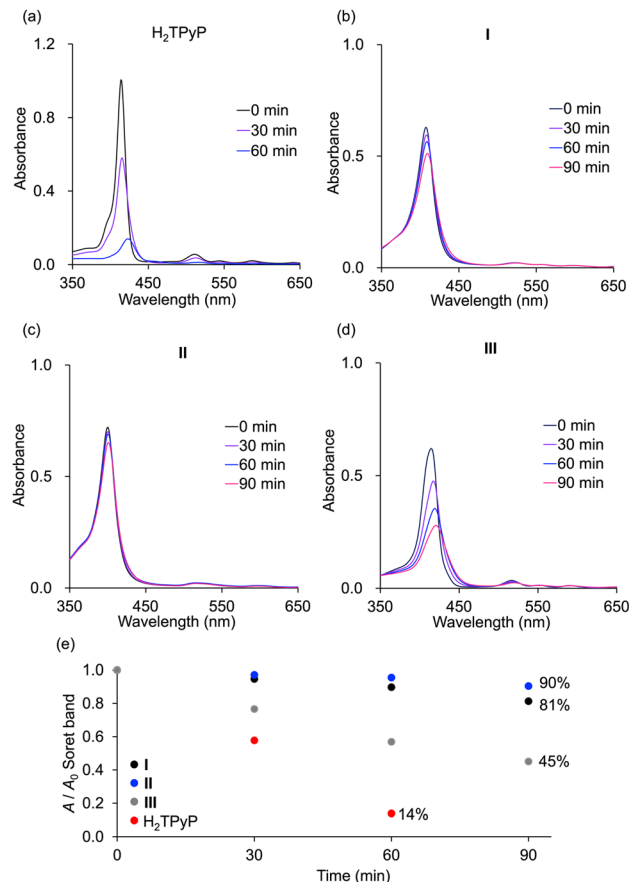 (a)
H₂TPyP
1.2
0.8
0.4
0.0
Absorbance
0 min
30 min
60 min
350 450 550 650
Wavelength (nm)
(b)
I
1.0
0.5
0.0
Absorbance
0 min
30 min
60 min
90 min
350 450 550 650
Wavelength (nm)
(c)
II
1.0
0.5
0.0
Absorbance
0 min
30 min
60 min
90 min
350 450 550 650
Wavelength (nm)
(d)
III
1.0
0.5
0.0
Absorbance
0 min
30 min
60 min
90 min
350 450 550 650
Wavelength (nm)
(e)
1.0
0.8
0.6
0.4
0.2
0.0
A / A₀ Soret band
I
II
III
H₂TPyP
90%
81%
45%
14%
0 30 60 90
Time (min)